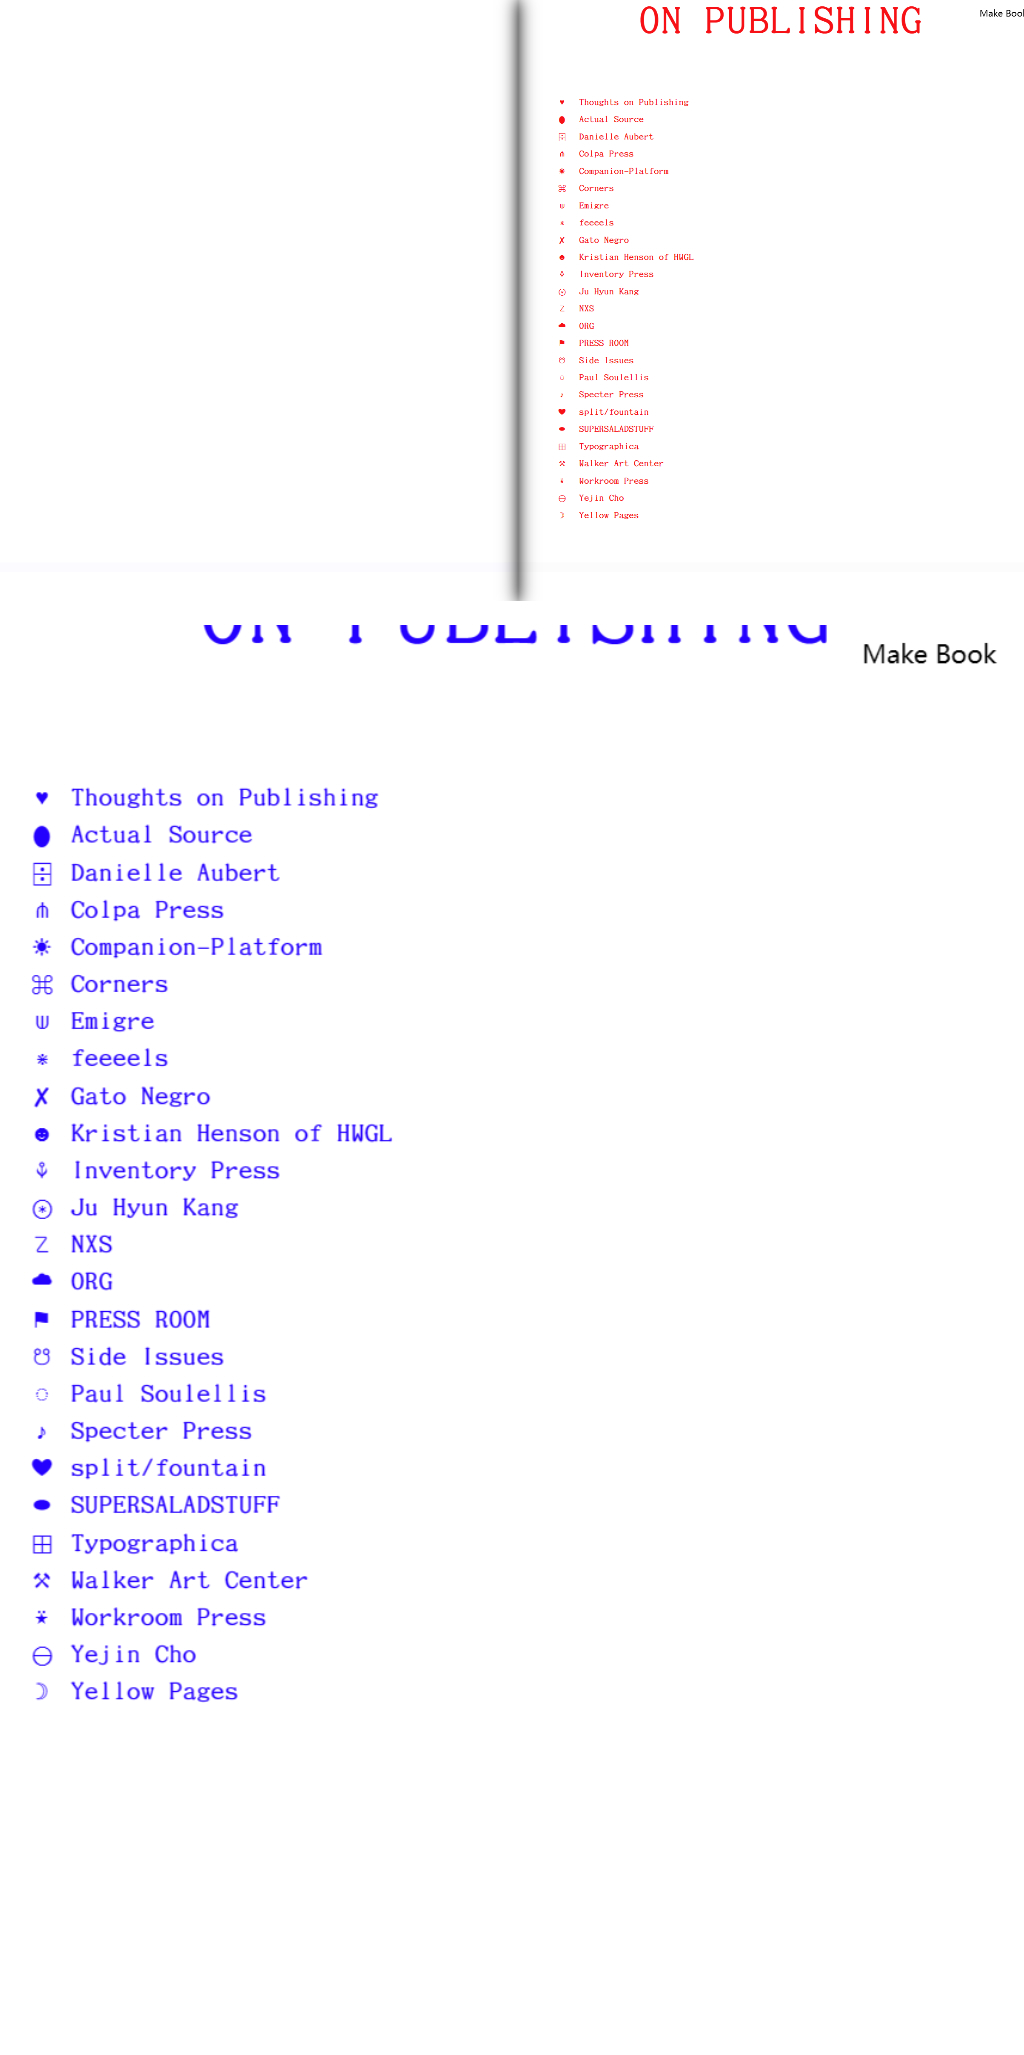 ON PUBLISHING
Make Book
♥ Thoughts on Publishing
⬮ Actual Source
⌹ Danielle Aubert
⋔ Colpa Press
☀ Companion-Platform
⌘ Corners
⟒ Emigre
⁕ feeeels
✗ Gato Negro
☻ Kristian Henson of HWGL
⚓ Inventory Press
⊛ Ju Hyun Kang
Z NXS
☁ ORG
⚑ PRESS ROOM
☋ Side Issues
◌ Paul Soulellis
♪ Specter Press
❤ split/fountain
⬬ SUPERSALADSTUFF
⊞ Typographica
⚒ Walker Art Center
⍣ Workroom Press
⊖ Yejin Cho
☽ Yellow Pages
ON PUBLISHING
Make Book
♥ Thoughts on Publishing
⬮ Actual Source
⌹ Danielle Aubert
⋔ Colpa Press
☀ Companion-Platform
⌘ Corners
⟒ Emigre
⁕ feeeels
✗ Gato Negro
☻ Kristian Henson of HWGL
⚓ Inventory Press
⊛ Ju Hyun Kang
Z NXS
☁ ORG
⚑ PRESS ROOM
☋ Side Issues
◌ Paul Soulellis
♪ Specter Press
❤ split/fountain
⬬ SUPERSALADSTUFF
⊞ Typographica
⚒ Walker Art Center
⍣ Workroom Press
⊖ Yejin Cho
☽ Yellow Pages